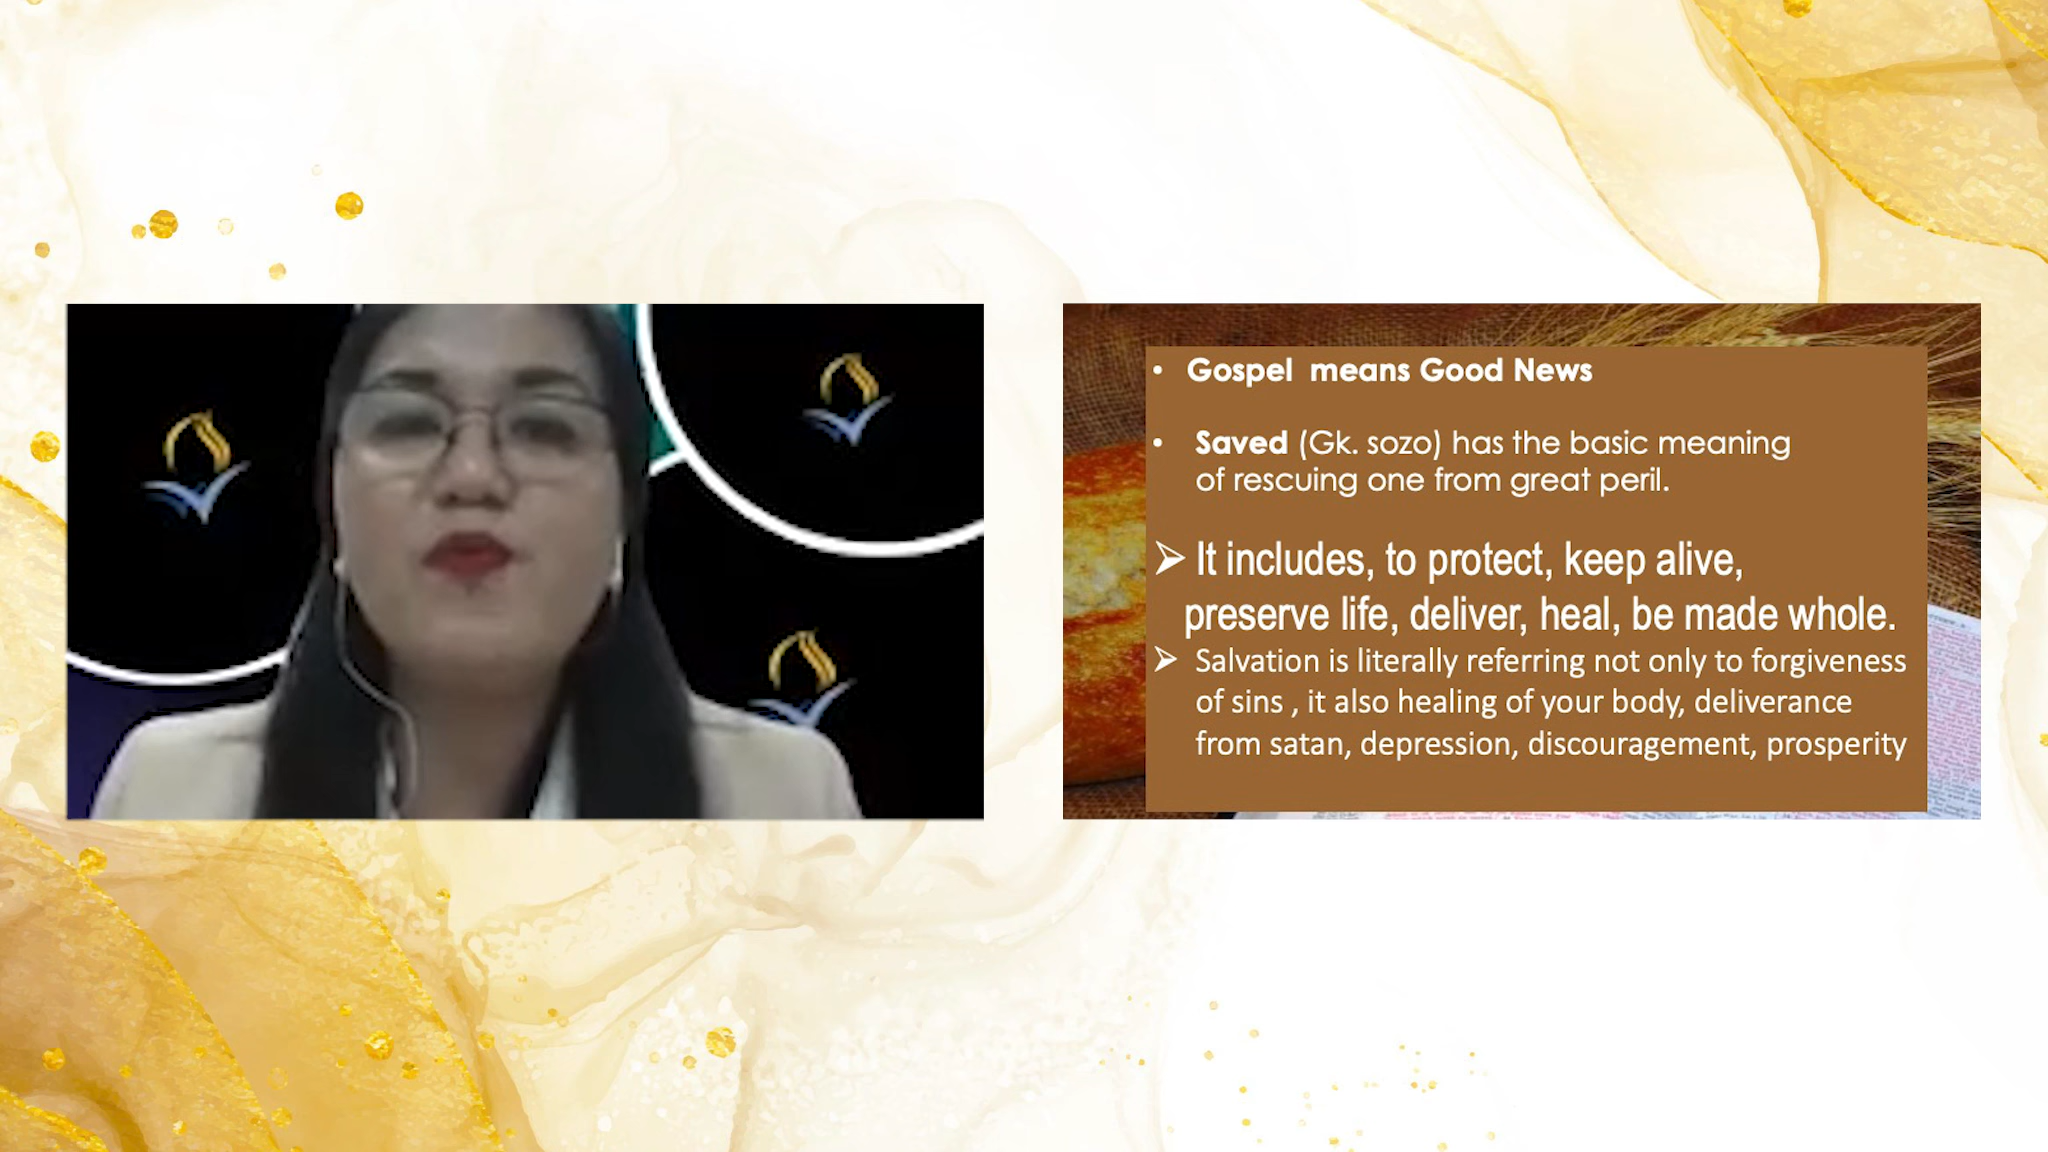 • Gospel  means Good News
• Saved (Gk. sozo) has the basic meaning
of rescuing one from great peril.
➢ It includes, to protect, keep alive,
preserve life, deliver, heal, be made whole.
➢ Salvation is literally referring not only to forgiveness
of sins , it also healing of your body, deliverance
from satan, depression, discouragement, prosperity